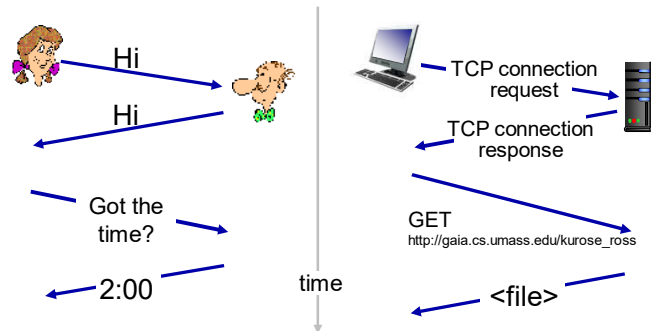 Hi
Hi
Got the
time?
2:00
time
TCP connection
request
TCP connection
response
GET
http://gaia.cs.umass.edu/kurose_ross
<file>